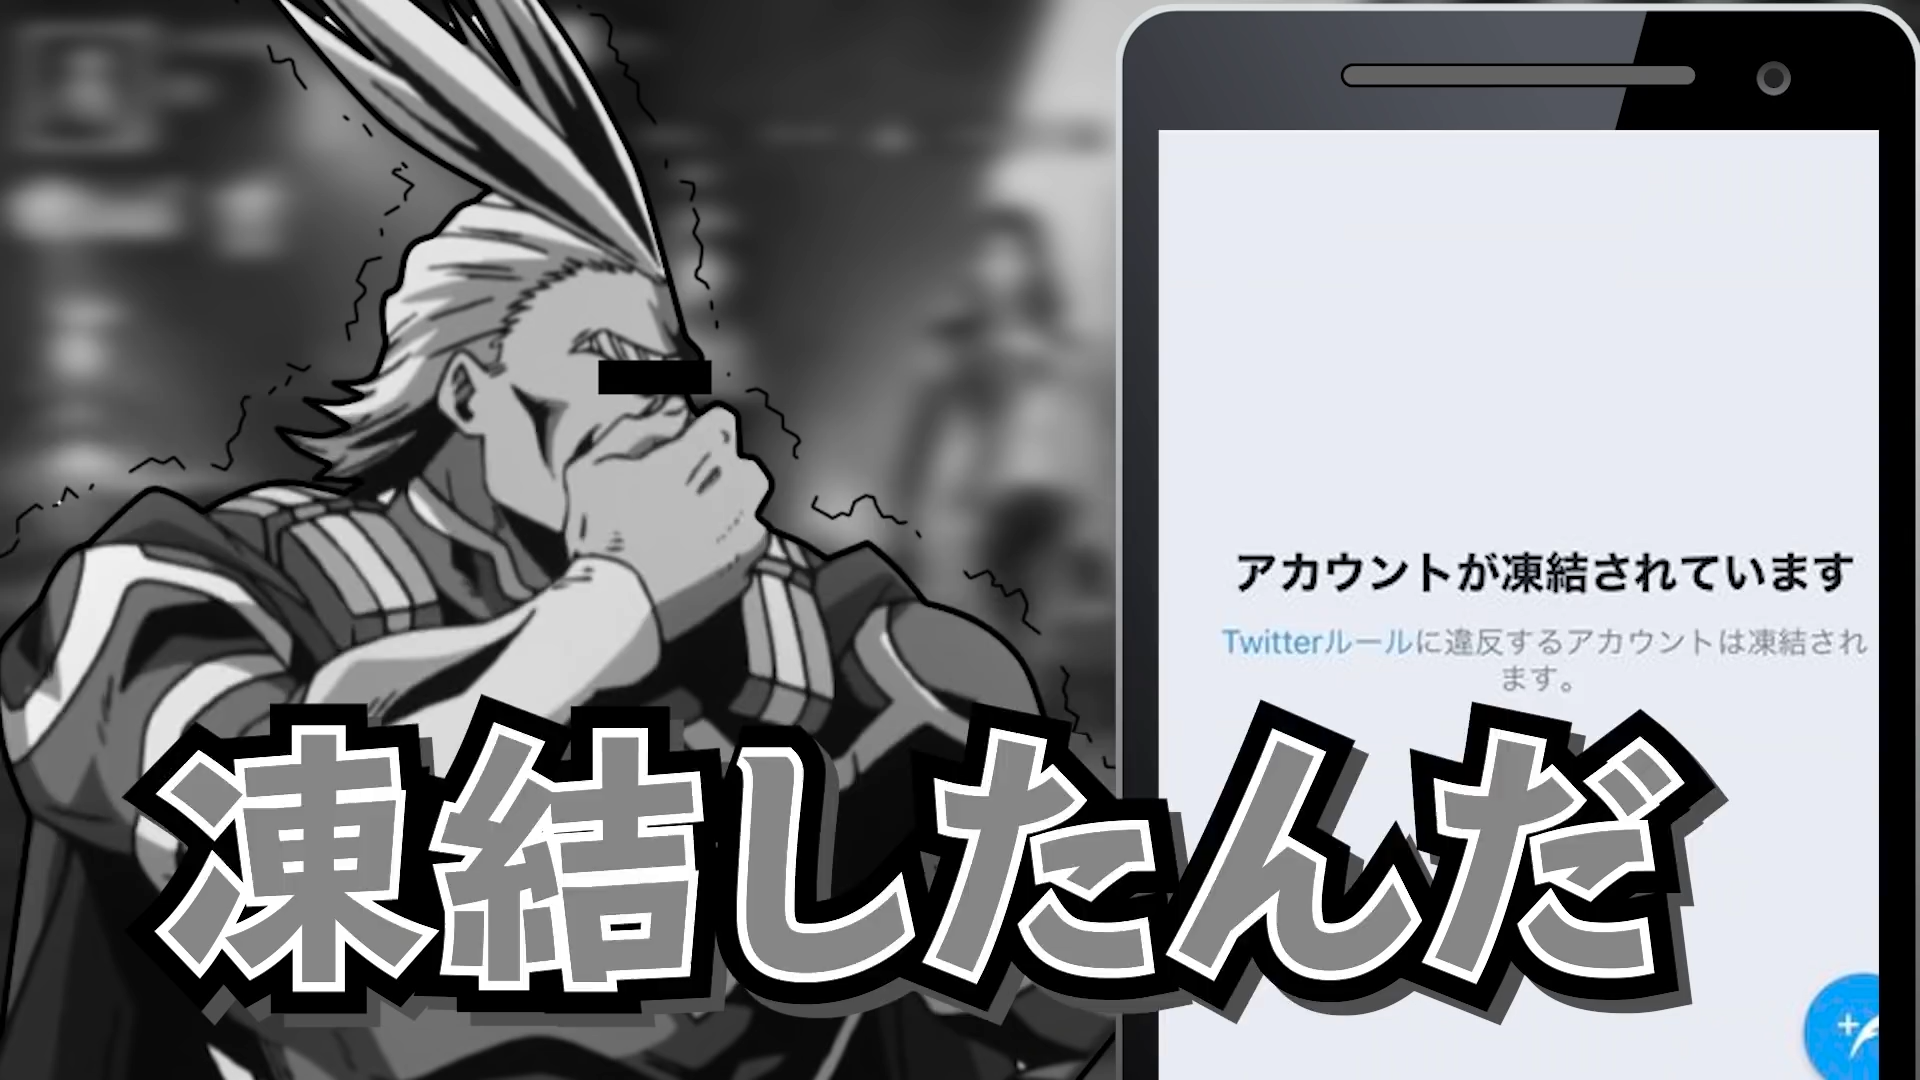 アカウントが凍結されています
Twitterルールに違反するアカウントは凍結され
ます。
凍結したんだ